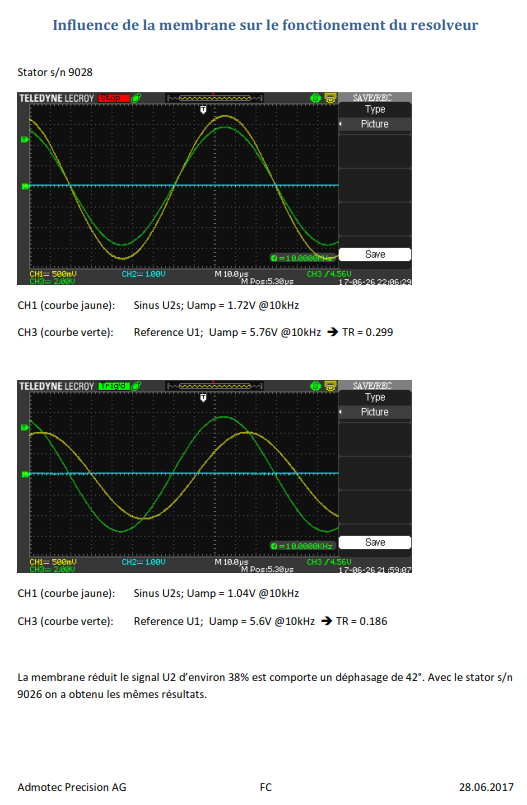 Influence de la membrane sur le fonctionement du resolveur
Stator s/n 9028
TELEDYNE LECROY Stop SAVE/REC
Type
Picture
Save
f = 10.0000KHz
CH1= 500mV CH2= 1.00V M 10.0µs CH3 / 4.56V
CH3= 2.00V M Pos:5.30µs 17-06-26 22:06:29
CH1 (courbe jaune): Sinus U2s; Uamp = 1.72V @10kHz
CH3 (courbe verte): Reference U1; Uamp = 5.76V @10kHz ➔ TR = 0.299
TELEDYNE LECROY Trig'd SAVE/REC
Type
Picture
Save
= 10.0000KHz
CH1= 500mV CH2= 1.00V M 10.0µs CH3 / 4.56V
CH3= 2.00V M Pos:5.30µs 17-06-26 21:59:07
CH1 (courbe jaune): Sinus U2s; Uamp = 1.04V @10kHz
CH3 (courbe verte): Reference U1; Uamp = 5.6V @10kHz ➔ TR = 0.186
La membrane réduit le signal U2 d'environ 38% est comporte un déphasage de 42°. Avec le stator s/n
9026 on a obtenu les mêmes résultats.
Admotec Precision AG FC 28.06.2017